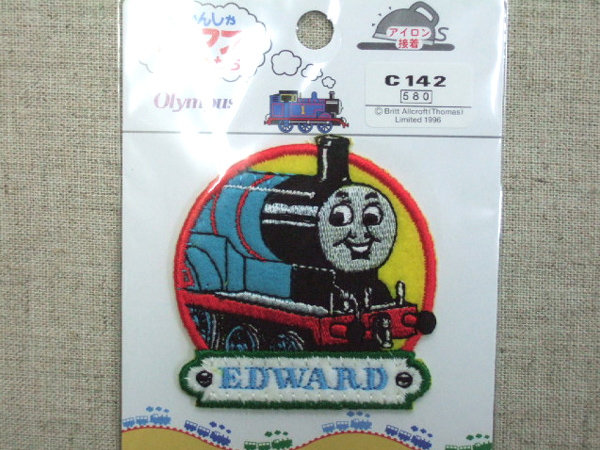 アイロン
接着
Olympus
C142
580
©Britt Allcroft (Thomas)
Limited 1996
EDWARD